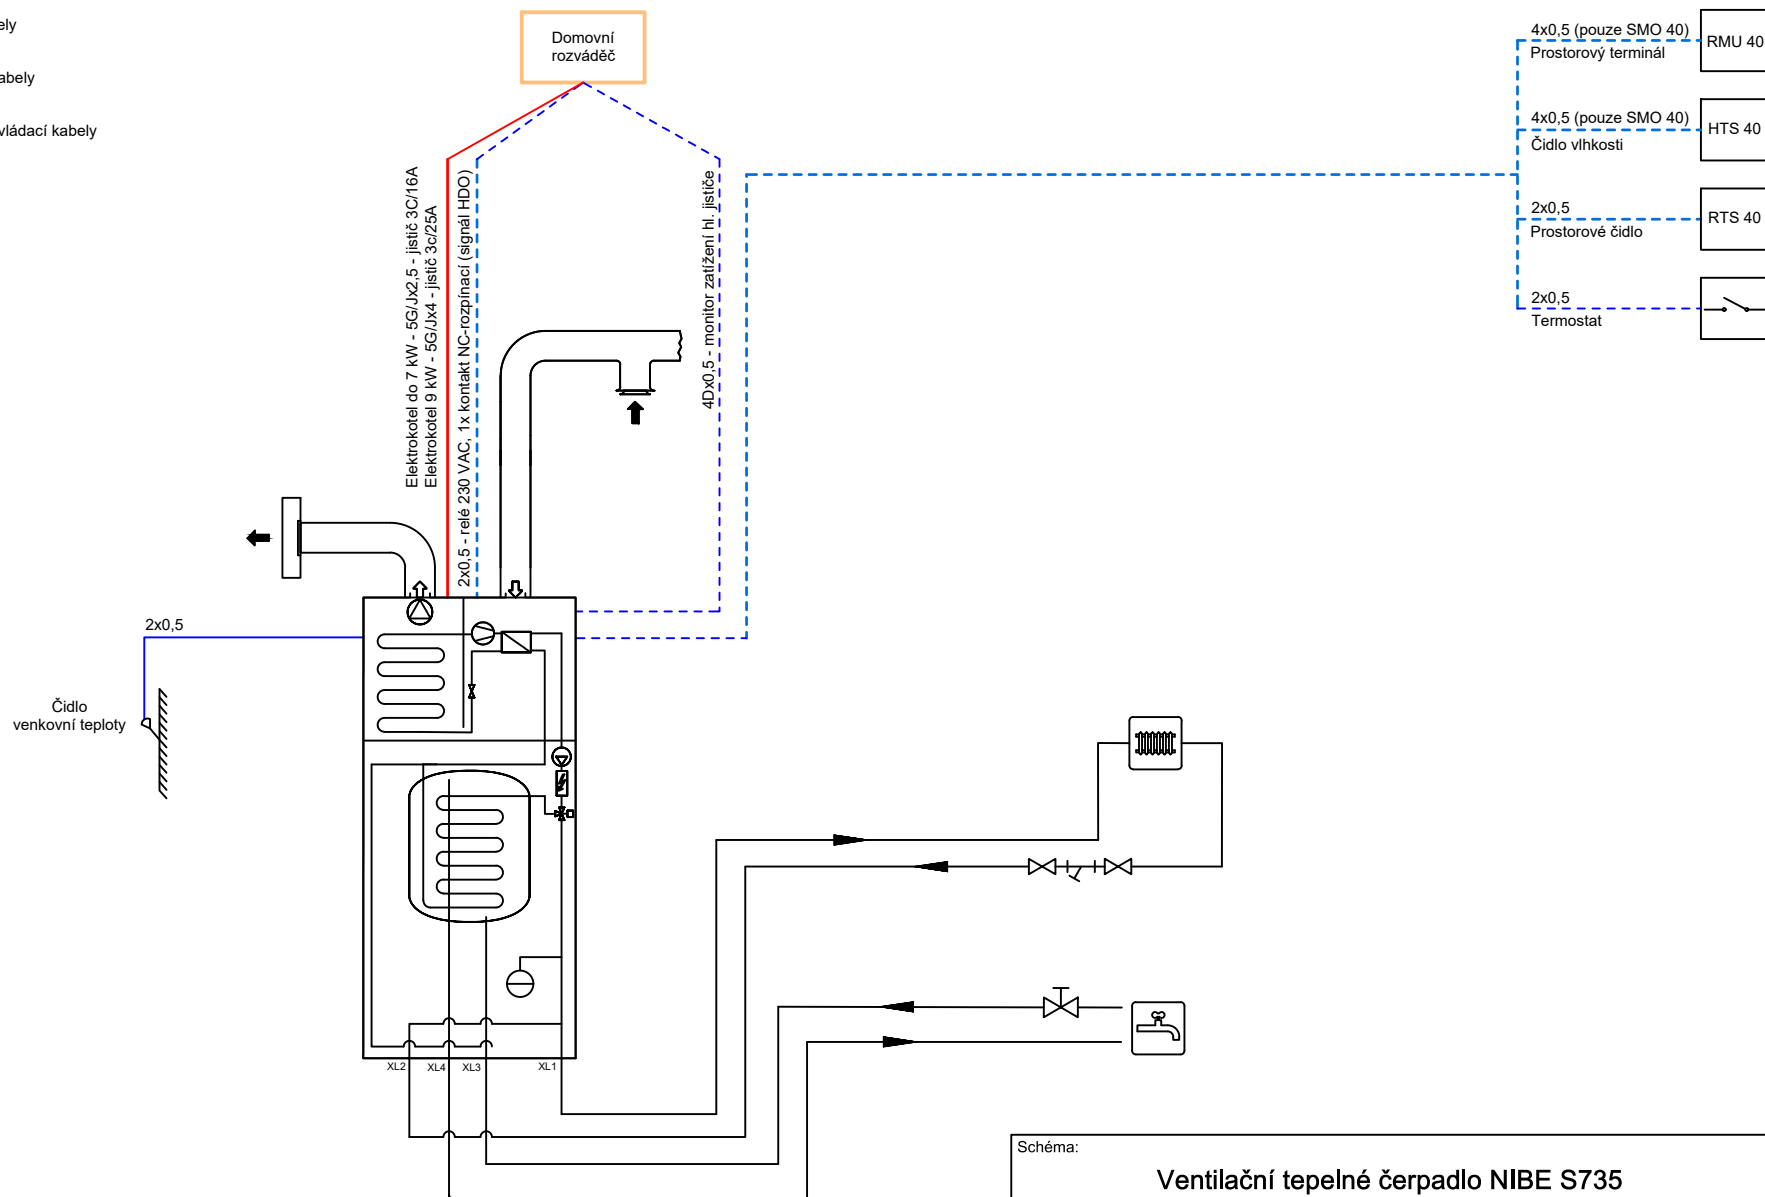 ely
abely
vládací kabely
Domovní
rozváděč
4x0,5 (pouze SMO 40)
Prostorový terminál
RMU 40
4x0,5 (pouze SMO 40)
Čidlo vlhkosti
HTS 40
2x0,5
Prostorové čidlo
RTS 40
2x0,5
Termostat
Elektrokotel do 7 kW - 5G/Jx2,5 - jistič 3C/16A
Elektrokotel 9 kW - 5G/Jx4 - jistič 3c/25A
2x0,5 - relé 230 VAC, 1x kontakt NC-rozpínací (signál HDO)
4Dx0,5 - monitor zatížení hl. jističe
2x0,5
Čidlo
venkovní teploty
XL2
XL4
XL3
XL1
Schéma:
Ventilační tepelné čerpadlo NIBE S735